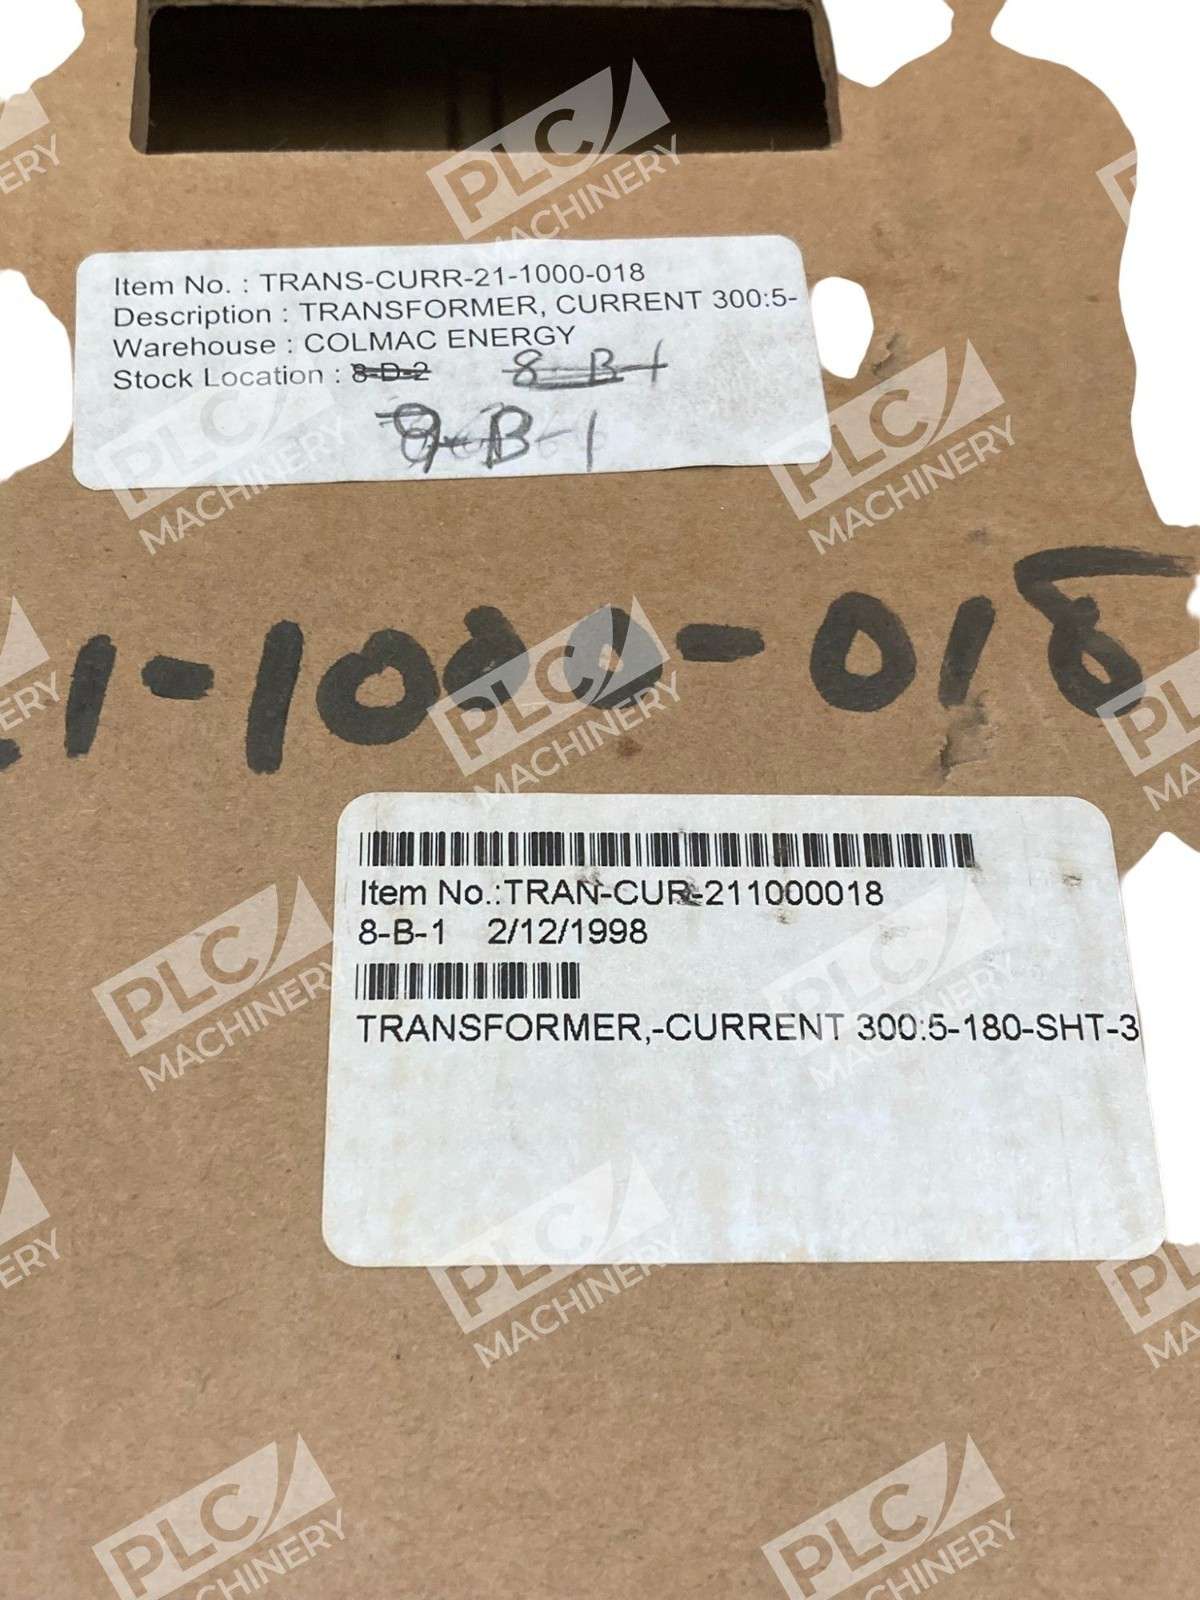 Item No. : TRANS-CURR-21-1000-018
Description : TRANSFORMER, CURRENT 300:5-
Warehouse : COLMAC ENERGY
Stock Location : 8-D-2 8-B-1
9-B-1
1-1000-018
Item No.:TRAN-CUR-211000018
8-B-1 2/12/1998
TRANSFORMER,-CURRENT 300:5-180-SHT-3
PLC MACHINERY